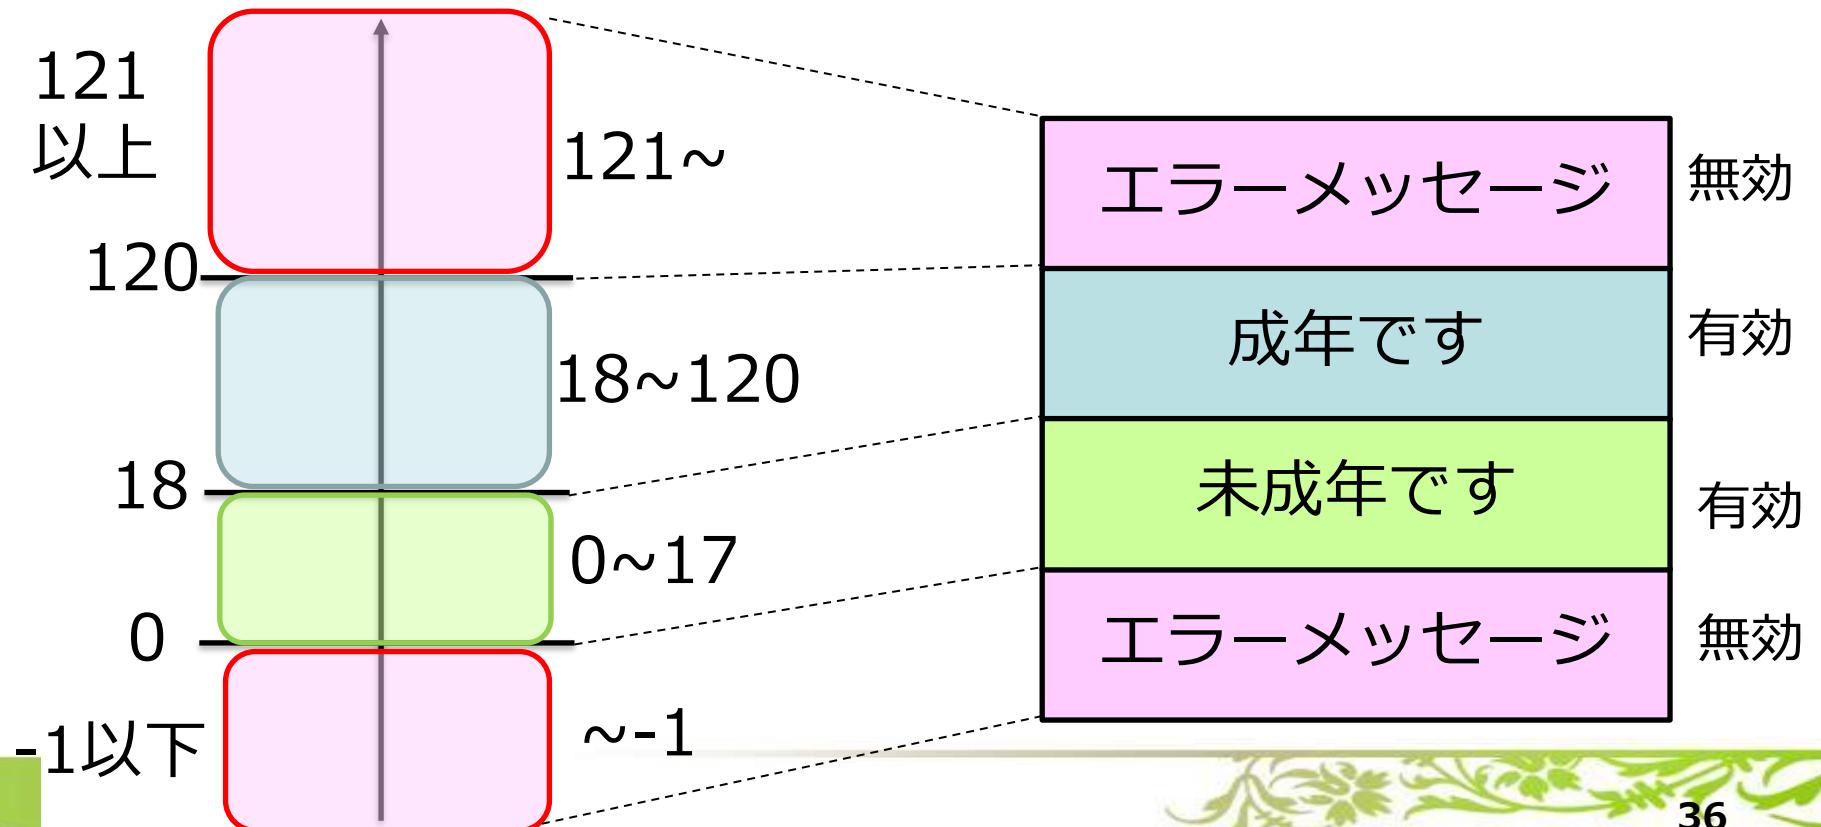 121
以上
121~
エラーメッセージ
無効
120
18~120
成年です
有効
18
0~17
未成年です
有効
0
エラーメッセージ
無効
-1以下
~-1
36